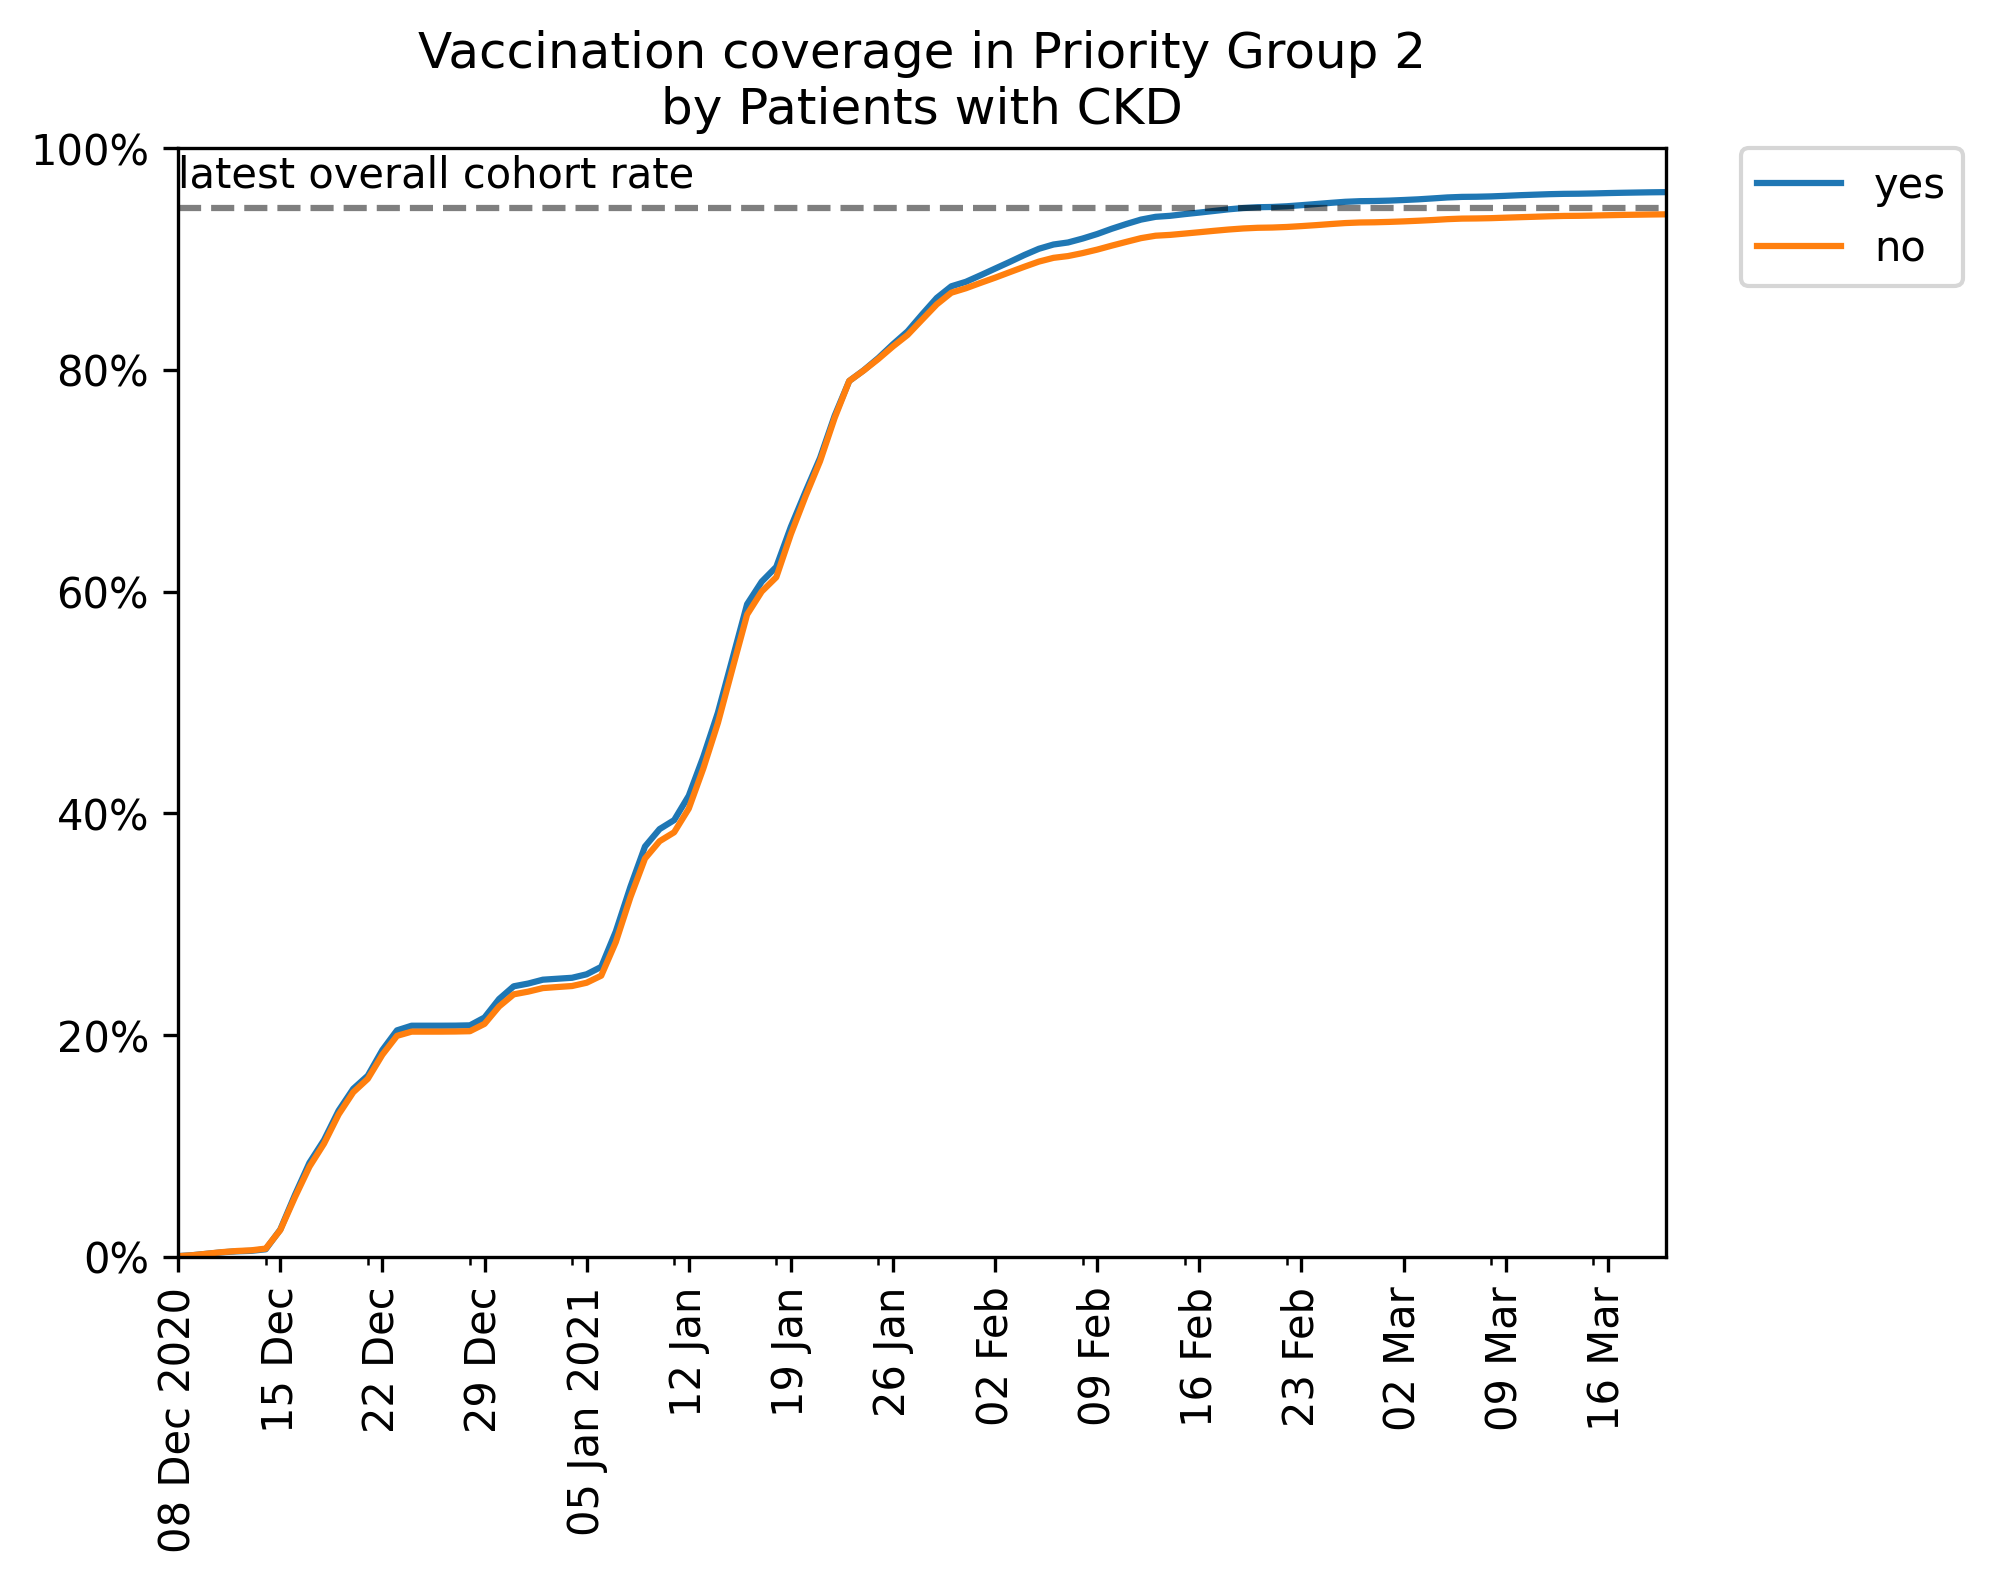 Vaccination coverage in Priority Group 2
by Patients with CKD
100%
80%
60%
40%
20%
0%
latest overall cohort rate
yes
no
08 Dec 2020
15 Dec
22 Dec
29 Dec
05 Jan 2021
12 Jan
19 Jan
26 Jan
02 Feb
09 Feb
16 Feb
23 Feb
02 Mar
09 Mar
16 Mar